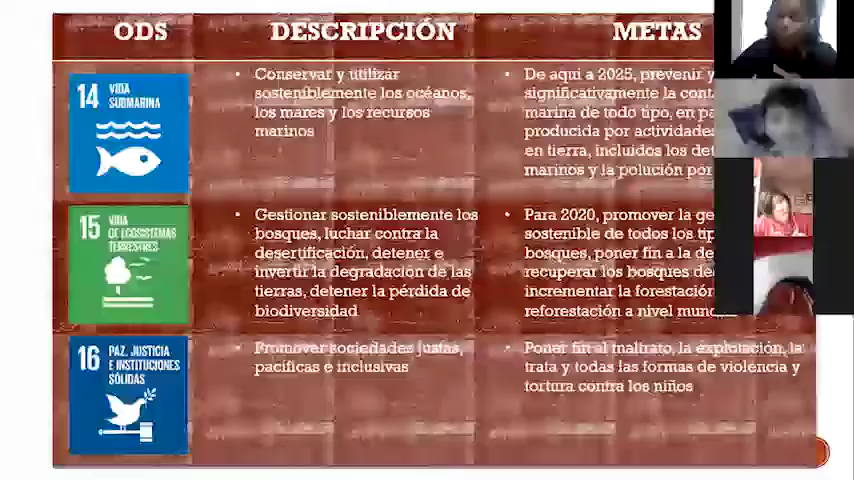 ODS
DESCRIPCIÓN
METAS
14 VIDA
SUBMARINA
• Conservar y utilizar
sosteniblemente los océanos,
los mares y los recursos
marinos
• De aquí a 2025, prevenir y
significativamente la cont
marina de todo tipo, en pa
producida por actividades
en tierra, incluidos los det
marinos y la polución por
15 VIDA
DE ECOSISTEMAS
TERRESTRES
• Gestionar sosteniblemente los
bosques, luchar contra la
desertificación, detener e
invertir la degradación de las
tierras, detener la pérdida de
biodiversidad
• Para 2020, promover la ge
sostenible de todos los tip
bosques, poner fin a la de
recuperar los bosques de
incrementar la forestación
reforestación a nivel mun
16 PAZ, JUSTICIA
E INSTITUCIONES
SÓLIDAS
• Promover sociedades justas,
pacíficas e inclusivas
• Poner fin al maltrato, la explotación, la
trata y todas las formas de violencia y
tortura contra los niños